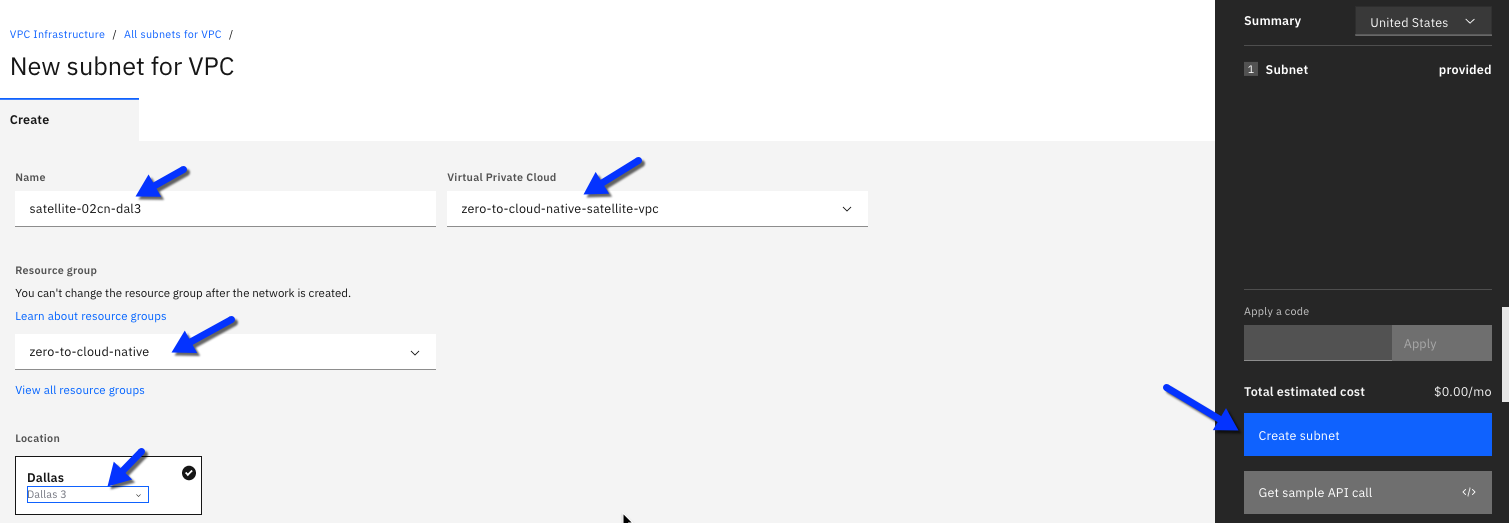 VPC Infrastructure / All subnets for VPC /
New subnet for VPC
Create
Name
satellite-02cn-dal3
Virtual Private Cloud
zero-to-cloud-native-satellite-vpc
Resource group
You can't change the resource group after the network is created.
Learn about resource groups
zero-to-cloud-native
View all resource groups
Location
Dallas
Dallas 3
Summary
United States
1 Subnet provided
Apply a code
Apply
Total estimated cost $0.00/mo
Create subnet
Get sample API call </>